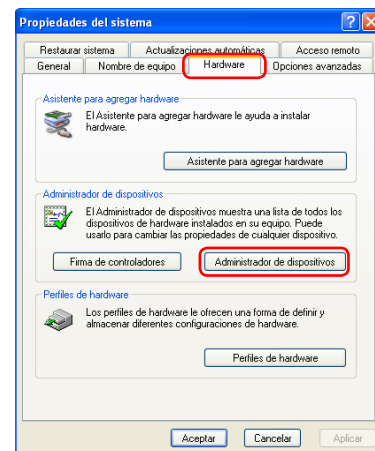 Propiedades del sistema
Restaurar sistema
Actualizaciones automáticas
Acceso remoto
General
Nombre de equipo
Hardware
Opciones avanzadas
Asistente para agregar hardware
El Asistente para agregar hardware le ayuda a instalar
hardware.
Asistente para agregar hardware
Administrador de dispositivos
El Administrador de dispositivos muestra una lista de todos los
dispositivos de hardware instalados en su equipo. Puede
usarlo para cambiar las propiedades de cualquier dispositivo.
Firma de controladores
Administrador de dispositivos
Perfiles de hardware
Los perfiles de hardware le ofrecen una forma de definir y
almacenar diferentes configuraciones de hardware.
Perfiles de hardware
Aceptar
Cancelar
Aplicar